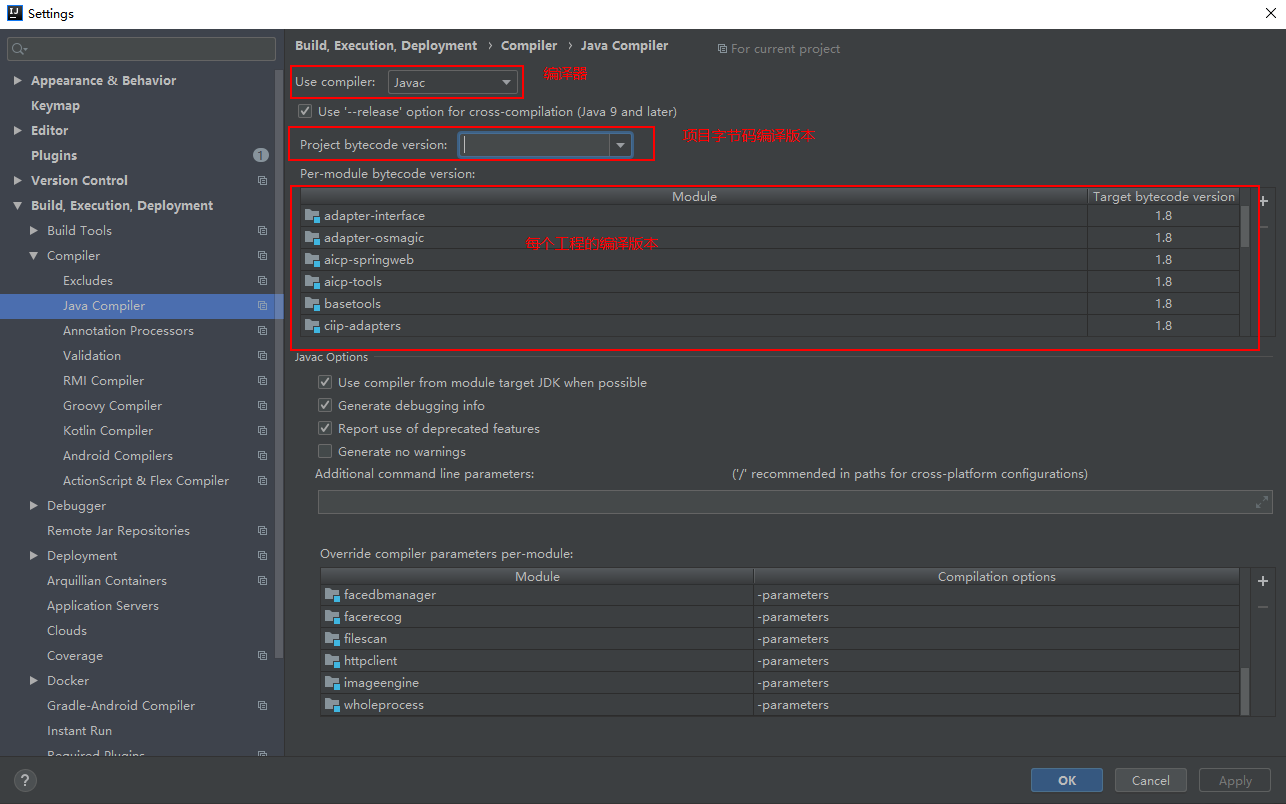 Settings
Appearance & Behavior
Keymap
Editor
Plugins 1
Version Control
Build, Execution, Deployment
Build Tools
Compiler
Excludes
Java Compiler
Annotation Processors
Validation
RMI Compiler
Groovy Compiler
Kotlin Compiler
Android Compilers
ActionScript & Flex Compiler
Debugger
Remote Jar Repositories
Deployment
Arquillian Containers
Application Servers
Clouds
Coverage
Docker
Gradle-Android Compiler
Instant Run
Required Plugins
Build, Execution, Deployment › Compiler › Java Compiler For current project
Use compiler: Javac 编译器
Use '--release' option for cross-compilation (Java 9 and later)
Project bytecode version: 项目字节码编译版本
Per-module bytecode version:
Module Target bytecode version
adapter-interface 1.8
adapter-osmagic 1.8
每个工程的编译版本
aicp-springweb 1.8
aicp-tools 1.8
basetools 1.8
ciip-adapters 1.8
Javac Options
Use compiler from module target JDK when possible
Generate debugging info
Report use of deprecated features
Generate no warnings
Additional command line parameters: ('/' recommended in paths for cross-platform configurations)
Override compiler parameters per-module:
Module Compilation options
facedbmanager -parameters
facerecog -parameters
filescan -parameters
httpclient -parameters
imageengine -parameters
wholeprocess -parameters
? OK Cancel Apply